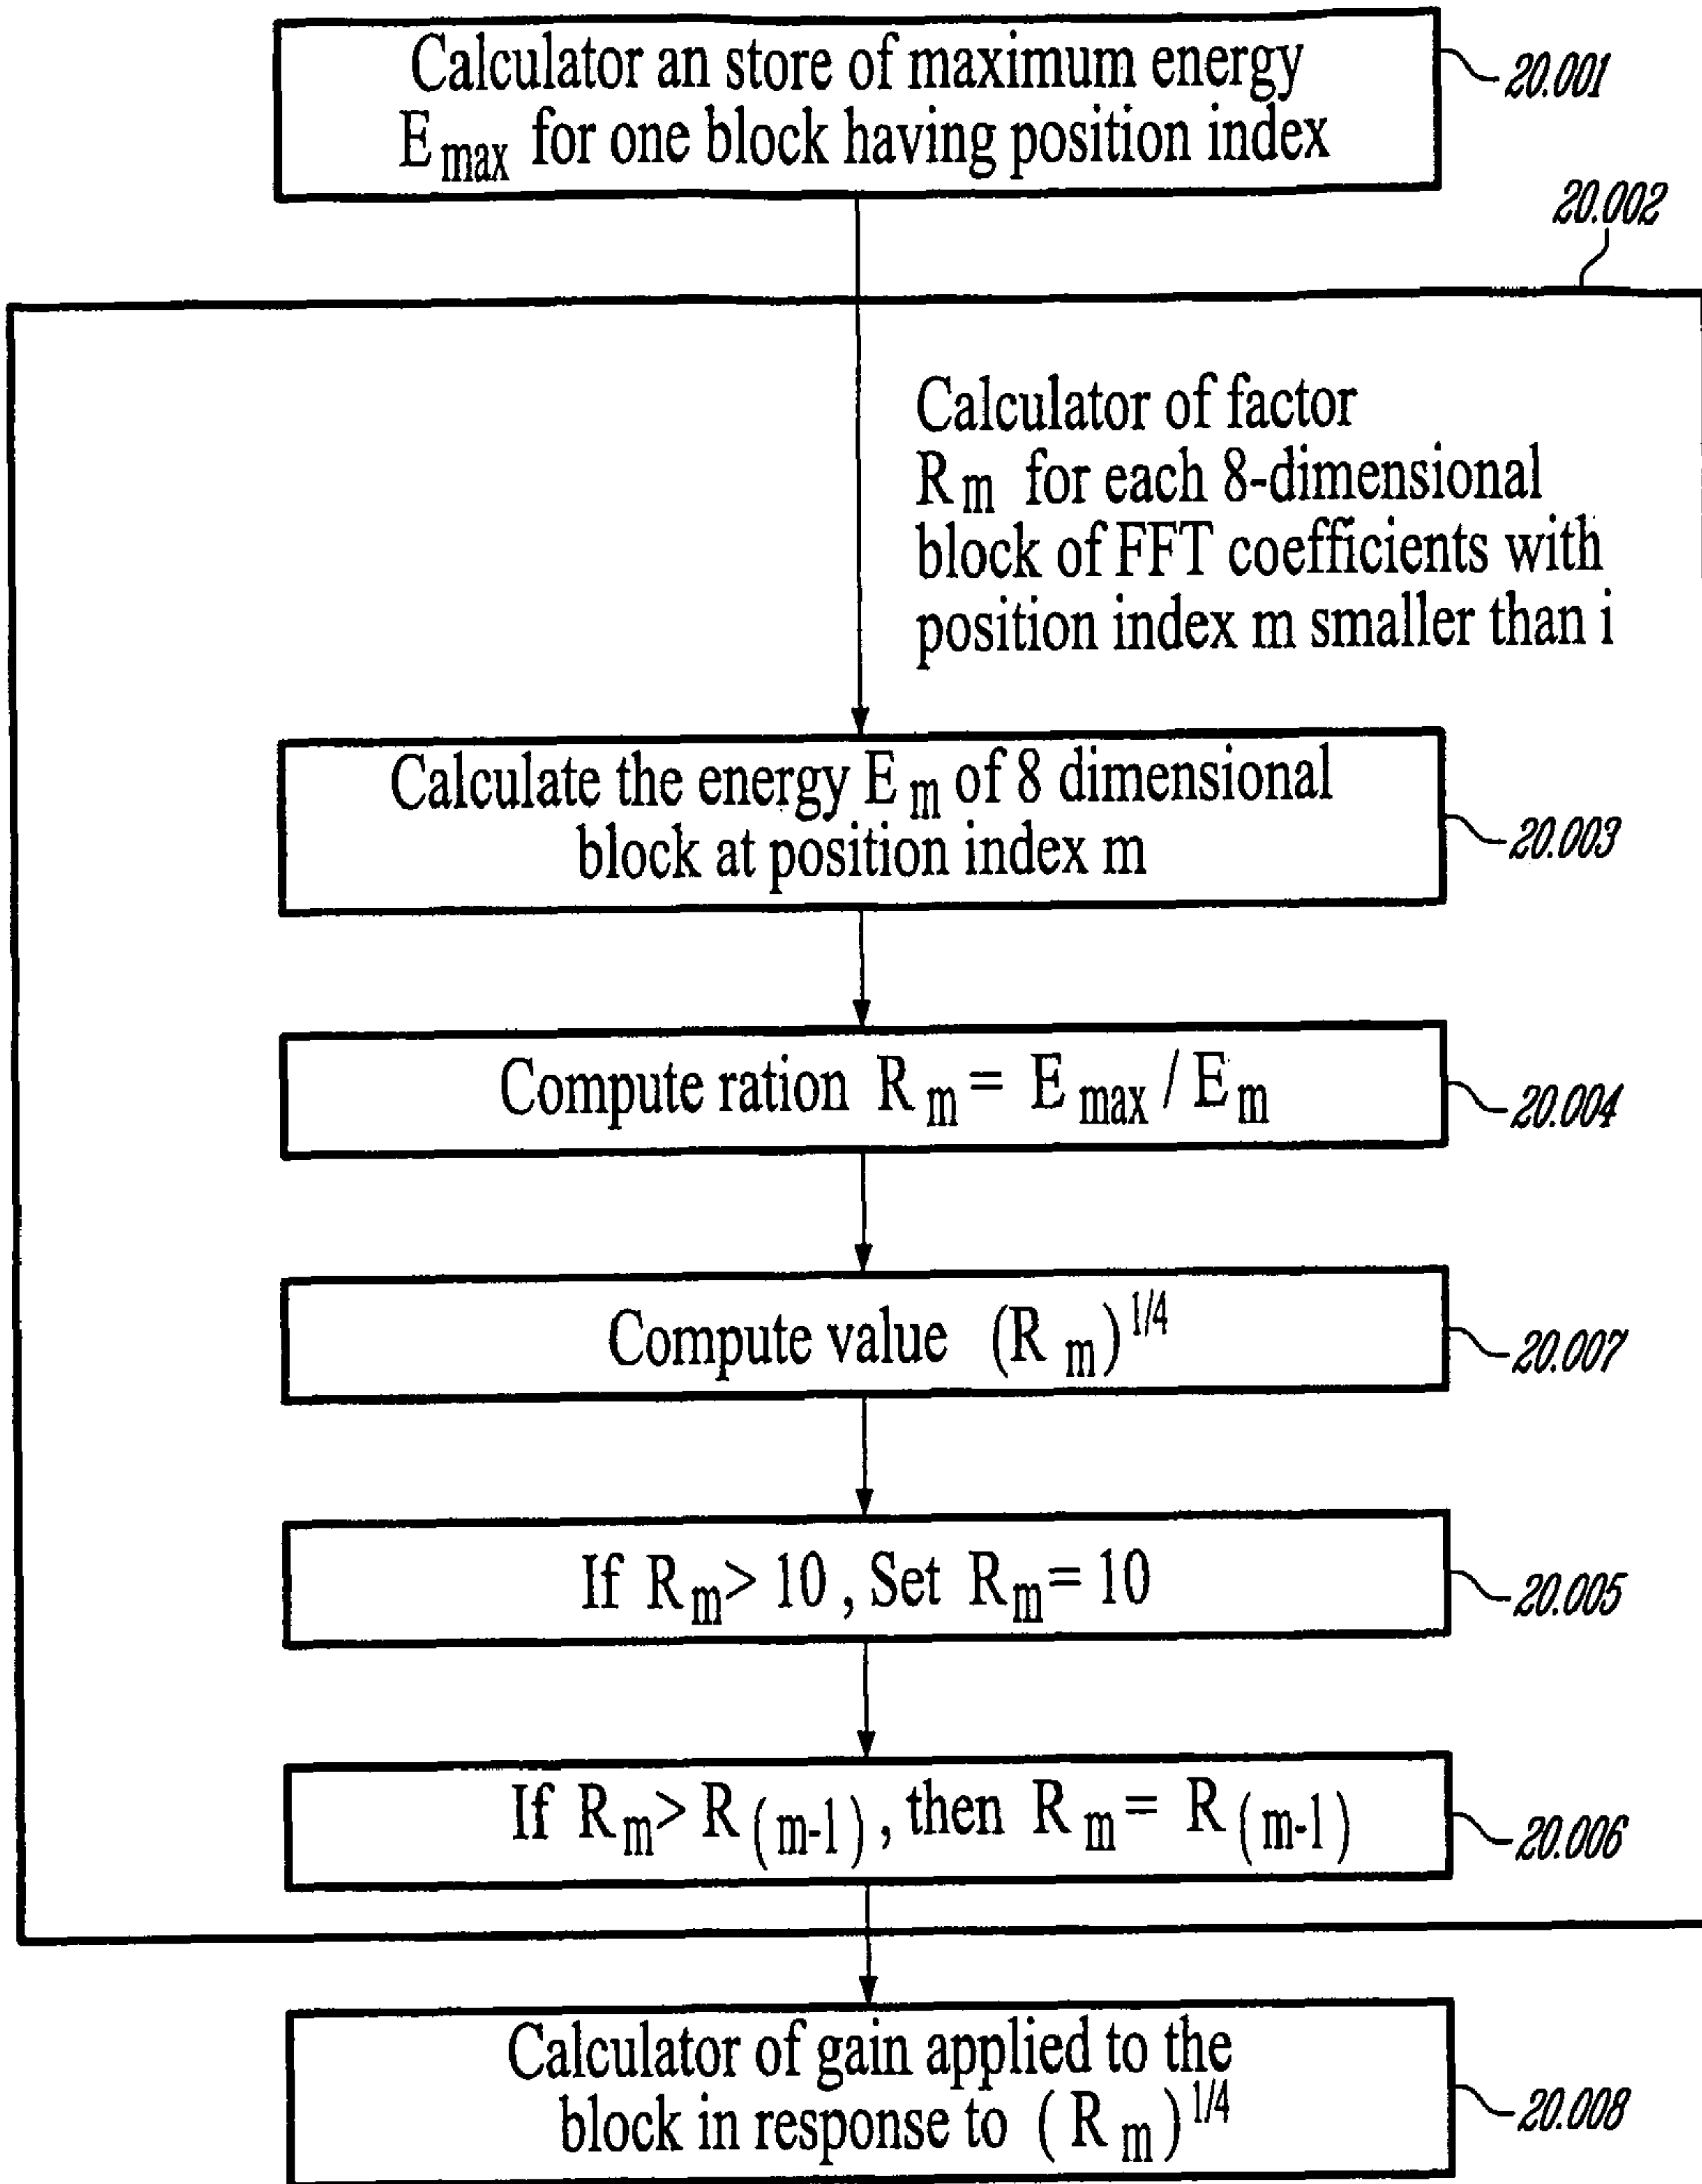 Calculator an store of maximum energy
E max for one block having position index
20.001
20.002
Calculator of factor
R m for each 8-dimensional
block of FFT coefficients with
position index m smaller than i
Calculate the energy E m of 8 dimensional
block at position index m
20.003
Compute ration R m = E max / E m
20.004
Compute value (R m)^1/4
20.007
If R m > 10 , Set R m = 10
20.005
If R m > R (m-1) , then R m = R (m-1)
20.006
Calculator of gain applied to the
block in response to (R m)^1/4
20.008